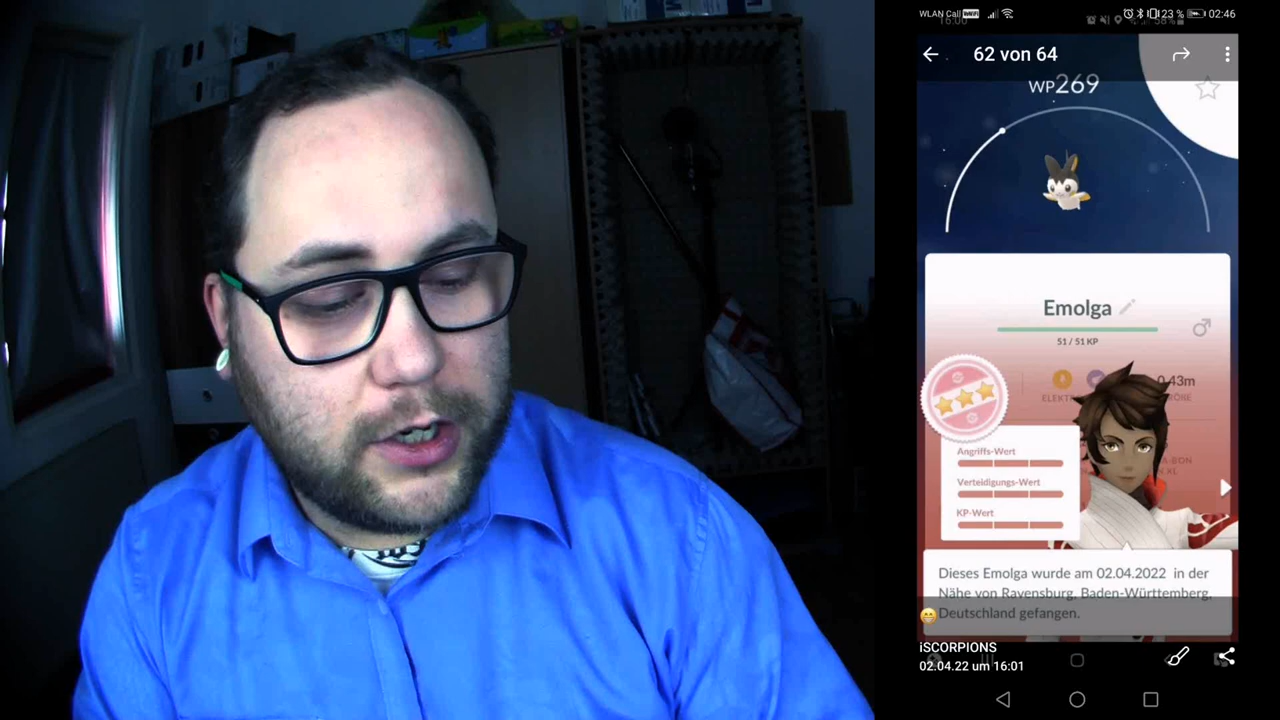 WLAN Call
23 %
02:46
62 von 64
WP269
Emolga
51 / 51 KP
0,43m
Angriffs-Wert
Verteidigungs-Wert
KP-Wert
Dieses Emolga wurde am 02.04.2022 in der
Nähe von Ravensburg, Baden-Württemberg,
Deutschland gefangen.
iSCORPIONS
02.04.22 um 16:01